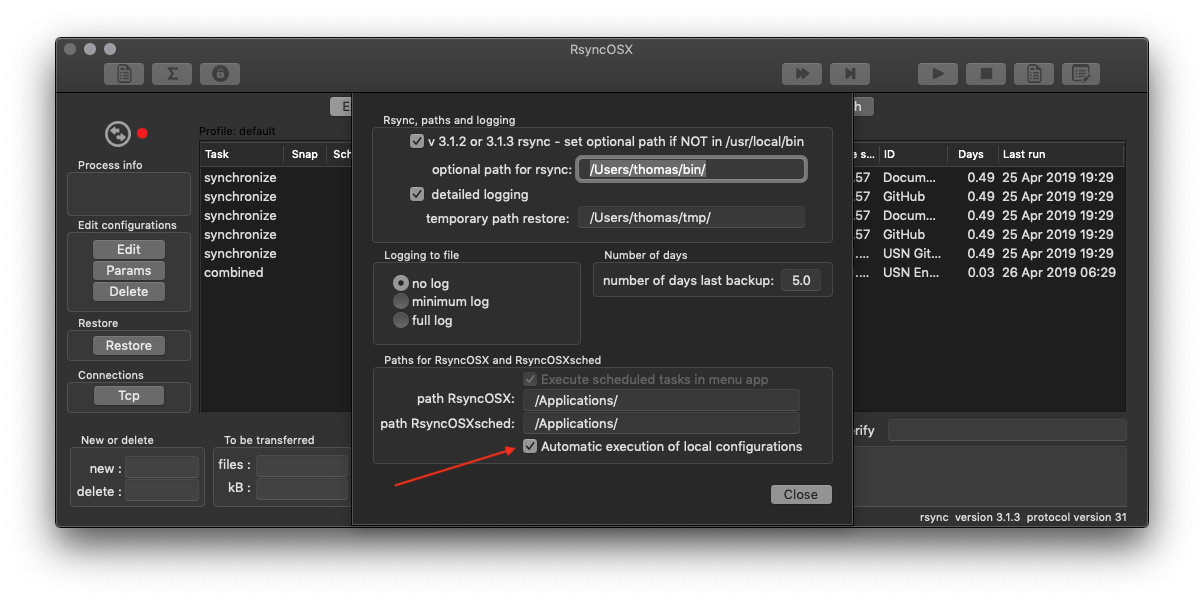 RsyncOSX
Profile: default
Process info
Edit configurations
Edit
Params
Delete
Restore
Restore
Connections
Tcp
Task Snap
synchronize
synchronize
synchronize
synchronize
synchronize
combined
Rsync, paths and logging
v 3.1.2 or 3.1.3 rsync - set optional path if NOT in /usr/local/bin
optional path for rsync: /Users/thomas/bin/
detailed logging
temporary path restore: /Users/thomas/tmp/
Logging to file
no log
minimum log
full log
Number of days
number of days last backup: 5.0
Paths for RsyncOSX and RsyncOSXsched
Execute scheduled tasks in menu app
path RsyncOSX: /Applications/
path RsyncOSXsched: /Applications/
Automatic execution of local configurations
Close
ID Days Last run
.57 Docum... 0.49 25 Apr 2019 19:29
.57 GitHub 0.49 25 Apr 2019 19:29
.57 Docum... 0.49 25 Apr 2019 19:29
.57 GitHub 0.49 25 Apr 2019 19:29
... USN Git... 0.49 25 Apr 2019 19:29
... USN En... 0.03 26 Apr 2019 06:29
New or delete
new :
delete :
To be transferred
files :
kB :
rsync version 3.1.3 protocol version 31